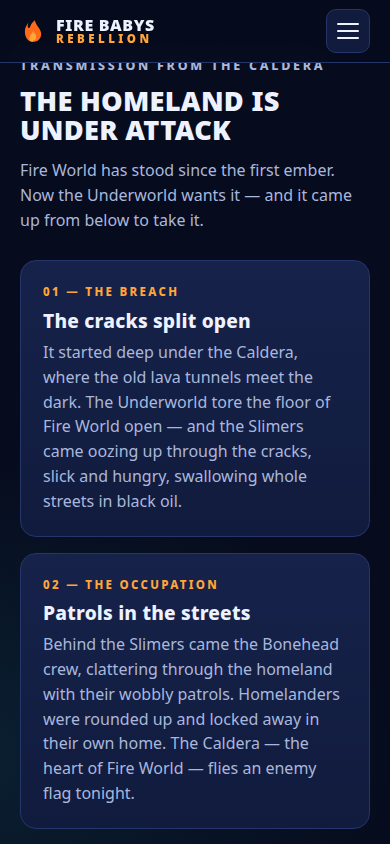 FIRE BABYS
REBELLION
TRANSMISSION FROM THE CALDERA
THE HOMELAND IS
UNDER ATTACK
Fire World has stood since the first ember.
Now the Underworld wants it — and it came
up from below to take it.
01 — THE BREACH
The cracks split open
It started deep under the Caldera,
where the old lava tunnels meet the
dark. The Underworld tore the floor of
Fire World open — and the Slimers
came oozing up through the cracks,
slick and hungry, swallowing whole
streets in black oil.
02 — THE OCCUPATION
Patrols in the streets
Behind the Slimers came the Bonehead
crew, clattering through the homeland
with their wobbly patrols. Homelanders
were rounded up and locked away in
their own home. The Caldera — the
heart of Fire World — flies an enemy
flag tonight.